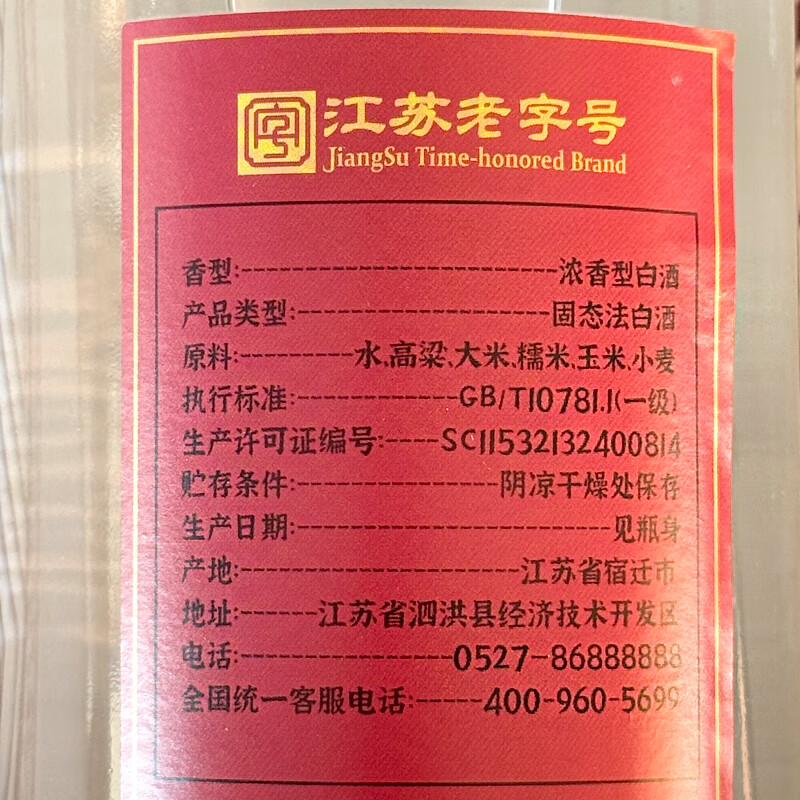 江苏老字号
JiangSu Time-honored Brand
香型:------------------------浓香型白酒
产品类型:--------------------固态法白酒
原料:---------水、高粱、大米、糯米、玉米、小麦
执行标准:-------------GB/T10781.1(一级)
生产许可证编号:----SC11532132400814
贮存条件:----------------阴凉干燥处保存
生产日期:------------------------见瓶身
产地:----------------------江苏省宿迁市
地址:------江苏省泗洪县经济技术开发区
电话:-----------------0527-86888888
全国统一客服电话:-----400-960-5699